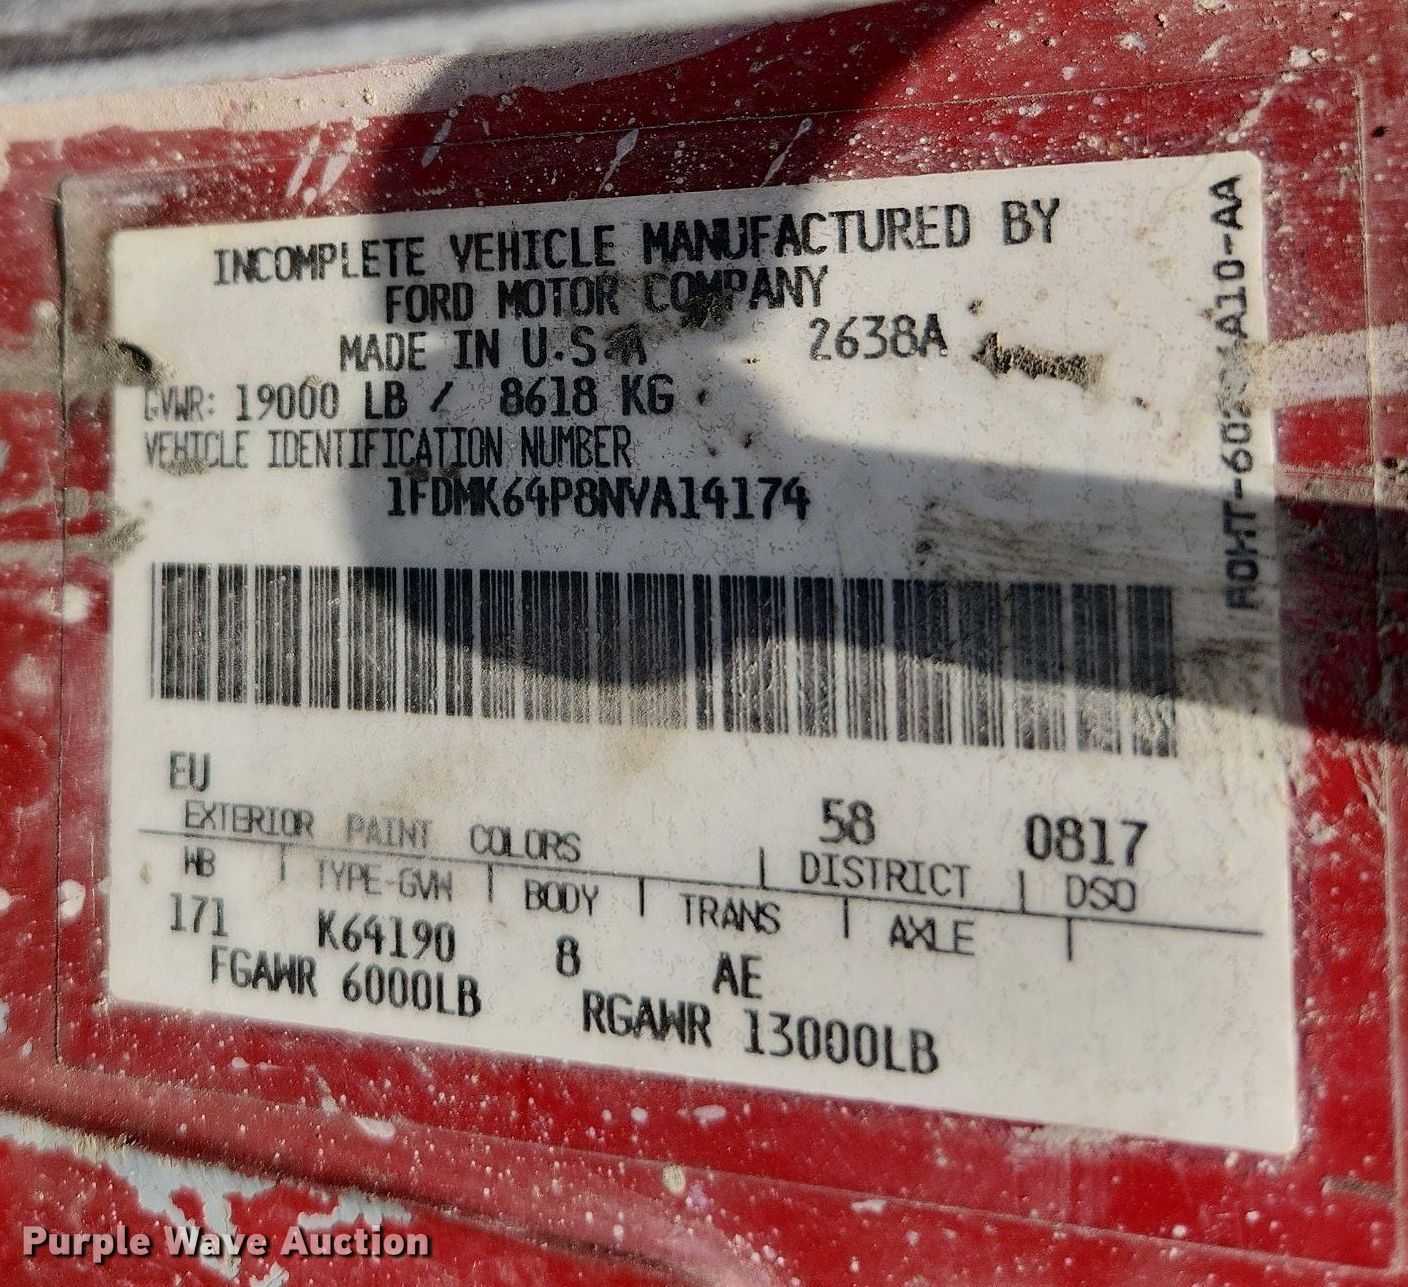 INCOMPLETE VEHICLE MANUFACTURED BY
FORD MOTOR COMPANY
MADE IN U.S.A 2638A
GVWR: 19000 LB / 8618 KG
VEHICLE IDENTIFICATION NUMBER
1FDMK64P8NVA14174
EU
EXTERIOR PAINT COLORS
58
DISTRICT
0817
DSO
WB TYPE-GVW BODY TRANS AXLE
171 K64190 8 AE
FGAWR 6000LB RGAWR 13000LB
Purple Wave Auction